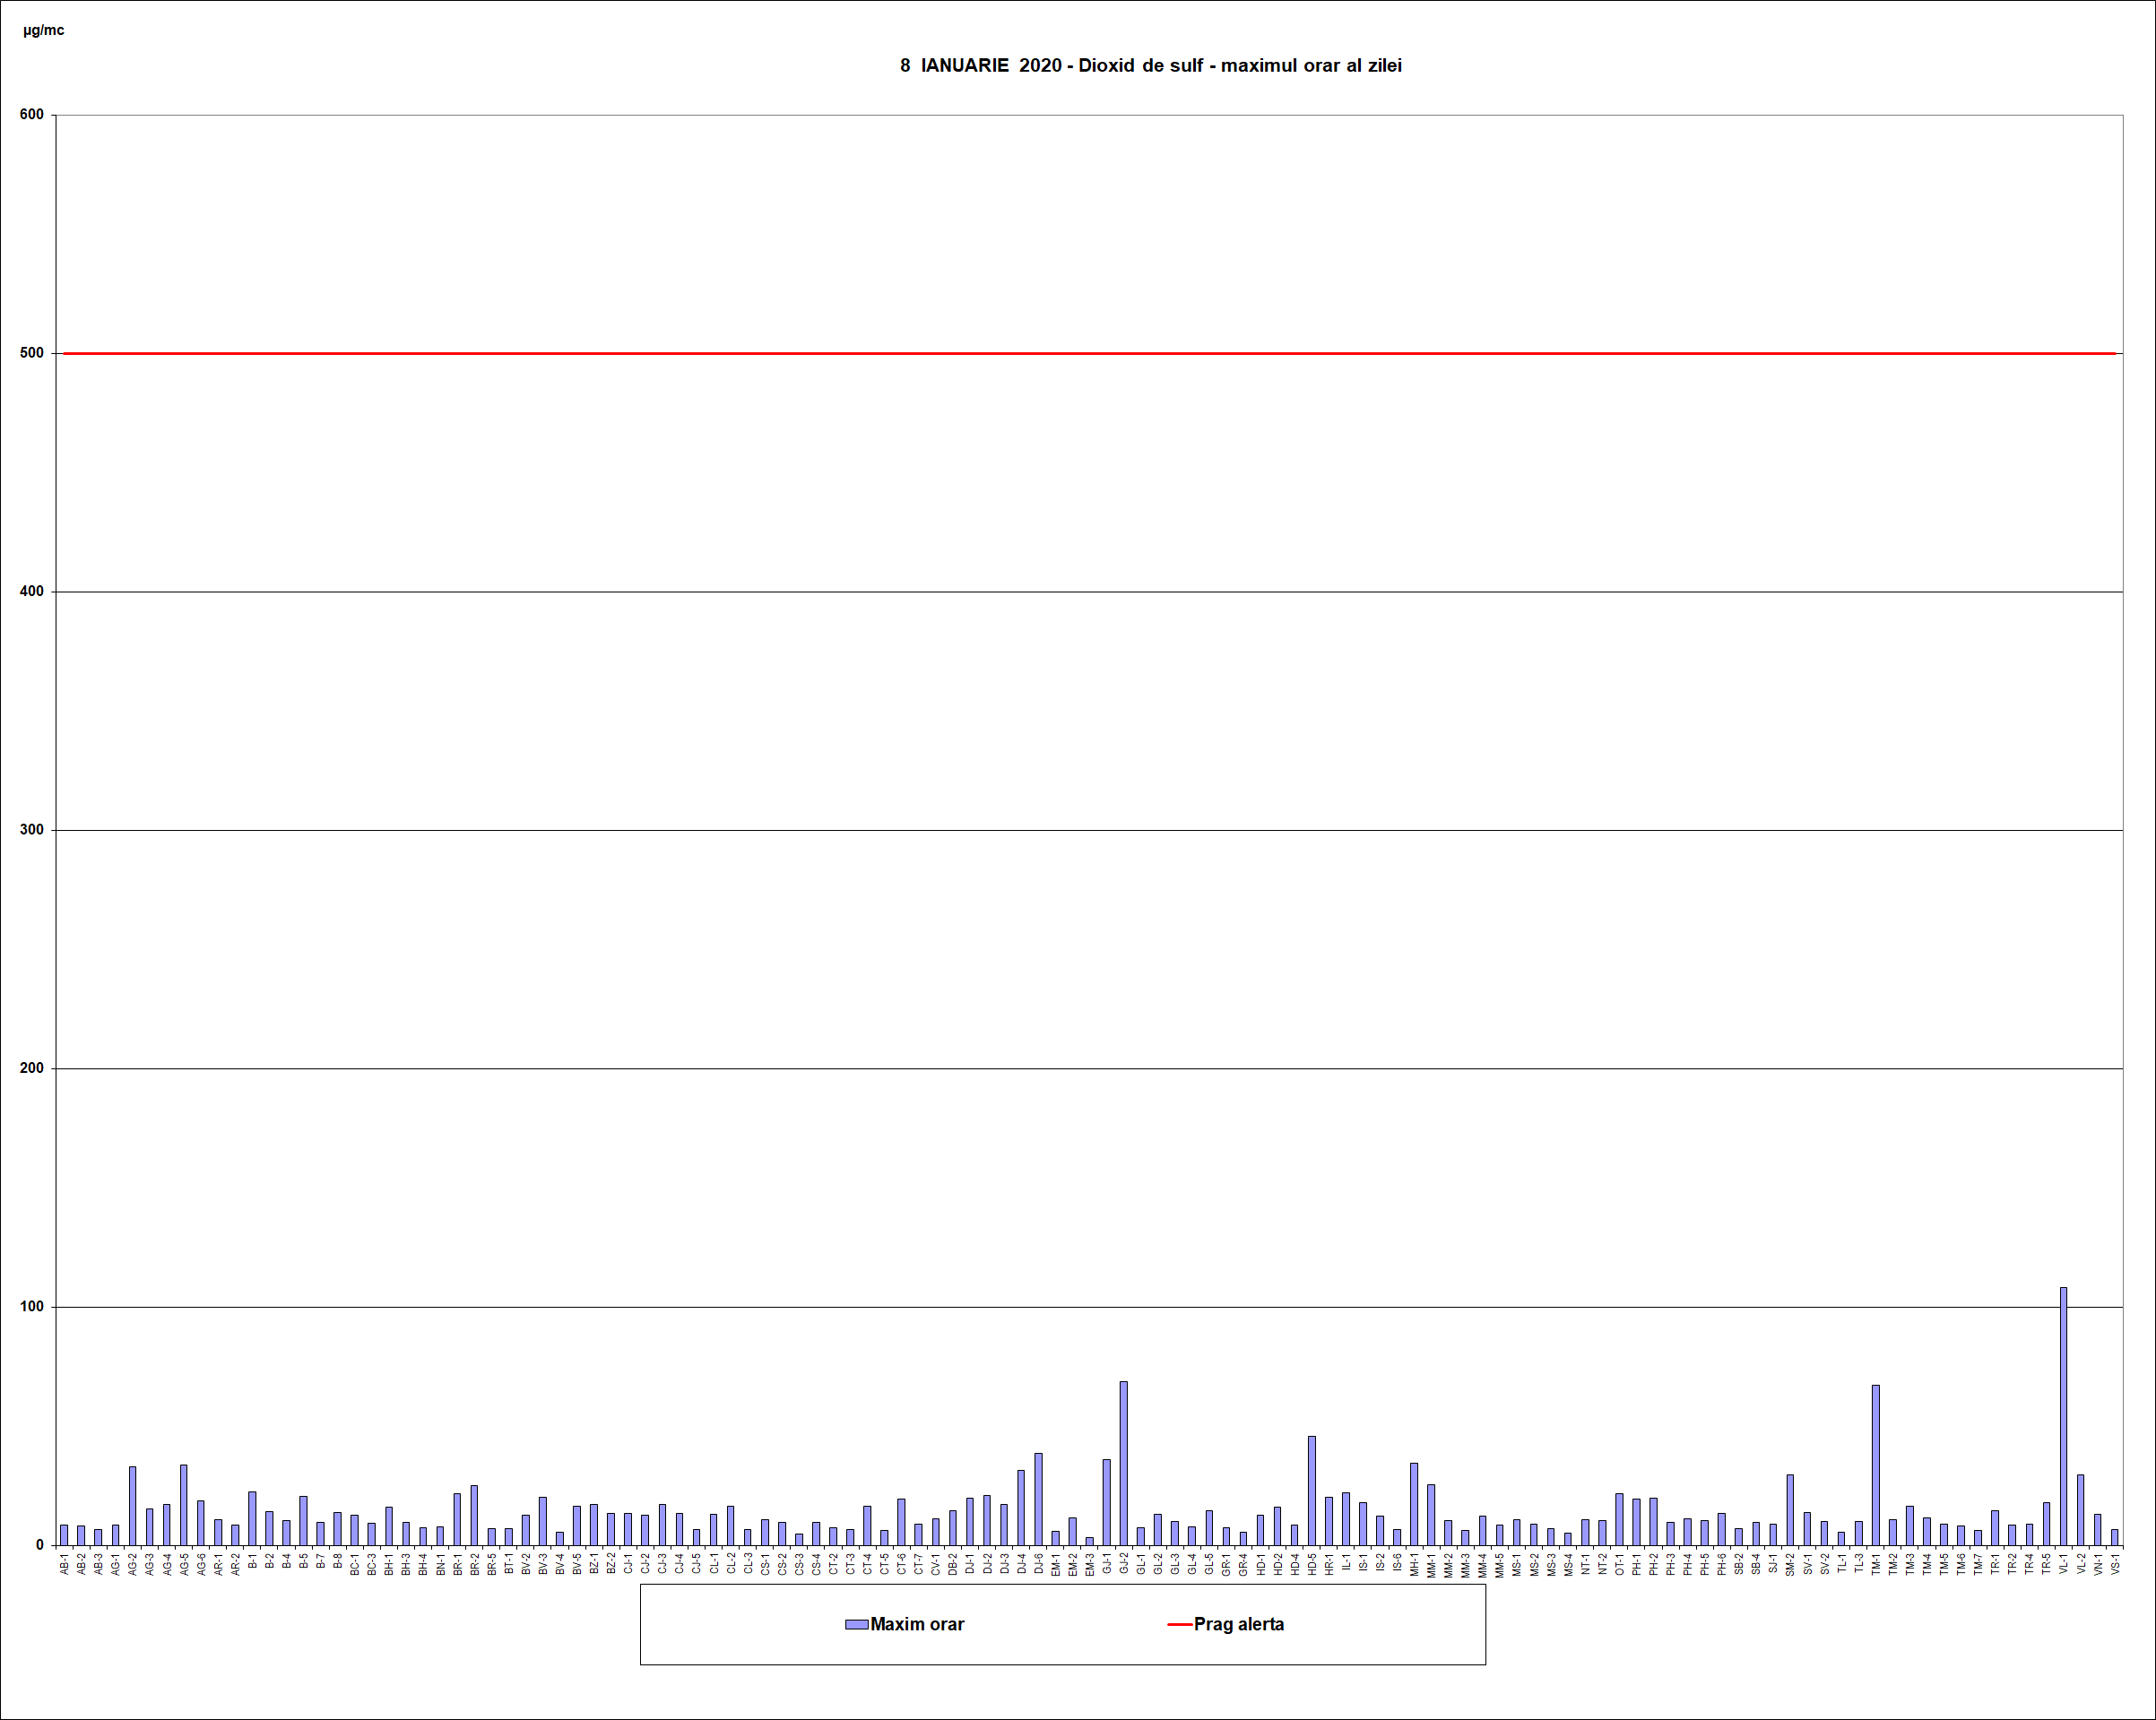 µg/mc
8 IANUARIE 2020 - Dioxid de sulf - maximul orar al zilei
600
500
400
300
200
100
0
AB-1 AB-2 AB-3 AG-1 AG-2 AG-3 AG-4 AG-5 AG-6 AR-1 AR-2 B-1 B-2 B-4 B-5 B-7 B-8 BC-1 BC-3 BH-1 BH-3 BH-4 BN-1 BR-1 BR-2 BR-5 BT-1 BV-2 BV-3 BV-4 BV-5 BZ-1 BZ-2 CJ-1 CJ-2 CJ-3 CJ-4 CJ-5 CL-1 CL-2 CL-3 CS-1 CS-2 CS-3 CS-4 CT-2 CT-3 CT-4 CT-5 CT-6 CT-7 CV-1 DB-2 DJ-1 DJ-2 DJ-3 DJ-4 DJ-6 EM-1 EM-2 EM-3 GJ-1 GJ-2 GL-1 GL-2 GL-3 GL-4 GL-5 GR-1 GR-4 HD-1 HD-2 HD-4 HD-5 HR-1 IL-1 IS-1 IS-2 IS-6 MH-1 MM-1 MM-2 MM-3 MM-4 MM-5 MS-1 MS-2 MS-3 MS-4 NT-1 NT-2 OT-1 PH-1 PH-2 PH-3 PH-4 PH-5 PH-6 SB-2 SB-4 SJ-1 SM-2 SV-1 SV-2 TL-1 TL-3 TM-1 TM-2 TM-3 TM-4 TM-5 TM-6 TM-7 TR-1 TR-2 TR-4 TR-5 VL-1 VL-2 VN-1 VS-1
Maxim orar Prag alerta